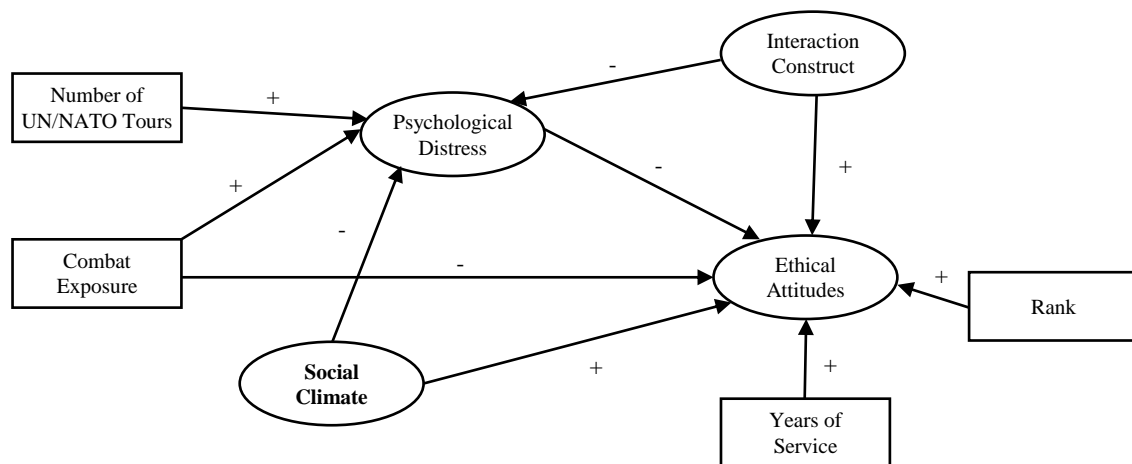 Interaction
Construct
-
Number of
UN/NATO Tours
+
Psychological
Distress
-
+
+
-
Combat
Exposure
-
Ethical
Attitudes
+
Rank
Social
Climate
+
+
Years of
Service